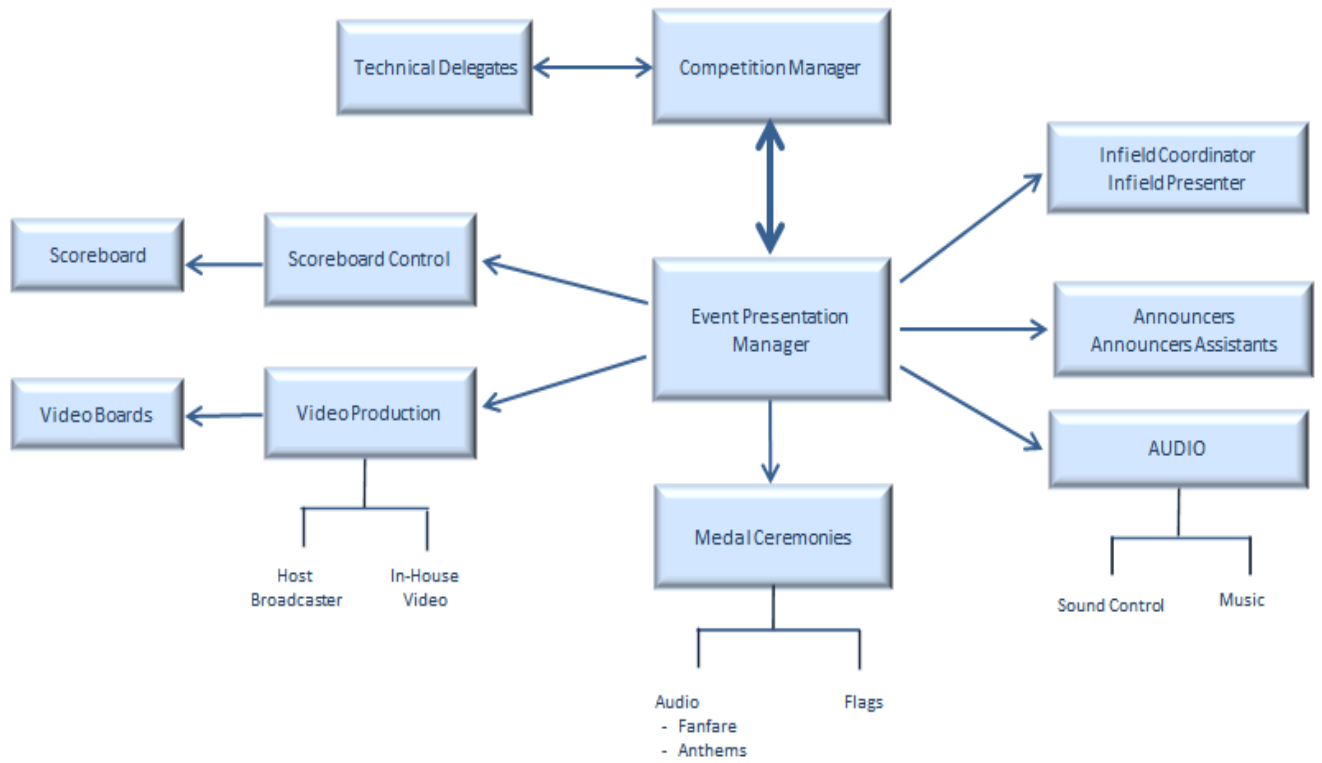 Technical Delegates
Competition Manager
Infield Coordinator
Infield Presenter
Scoreboard
Scoreboard Control
Event Presentation
Manager
Announcers
Announcers Assistants
Video Boards
Video Production
AUDIO
Medal Ceremonies
Host
Broadcaster
In-House
Video
Sound Control
Music
Audio
- Fanfare
- Anthems
Flags